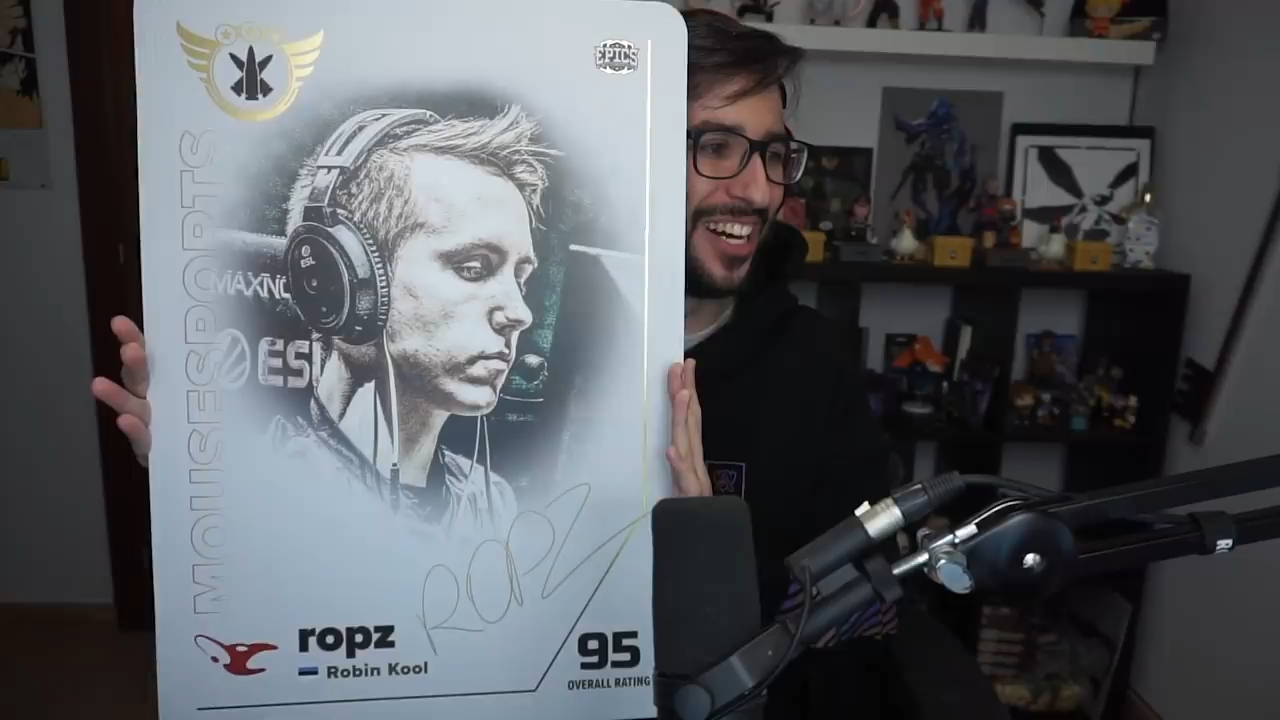 EPICS
MOUSESPORTS
ESL
MAXNO
ESL
ROPZ
ropz
Robin Kool
95
OVERALL RATING